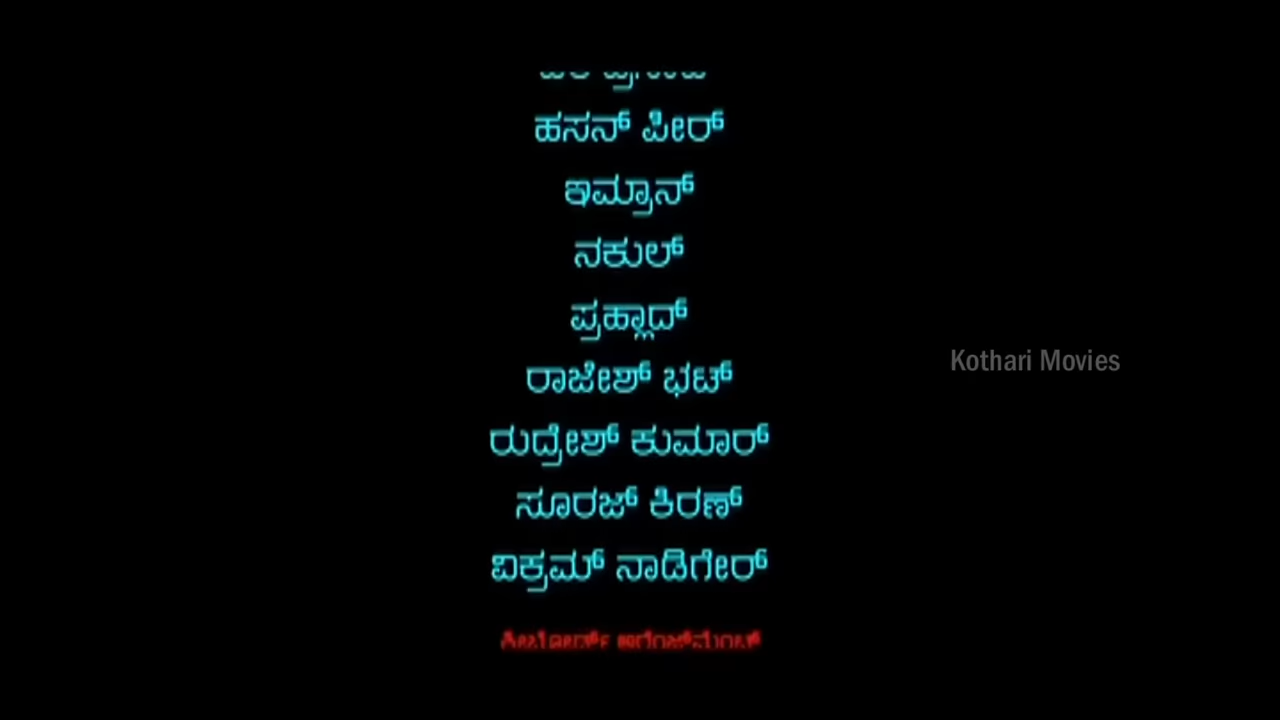 ಹಸನ್ ಪೀರ್
ಇಮ್ರಾನ್
ನಕುಲ್
ಪ್ರಹ್ಲಾದ್
ರಾಜೇಶ್ ಭಟ್
Kothari Movies
ರುದ್ರೇಶ್ ಕುಮಾರ್
ಸೂರಜ್ ಕಿರಣ್
ವಿಕ್ರಮ್ ನಾಡಿಗೇರ್